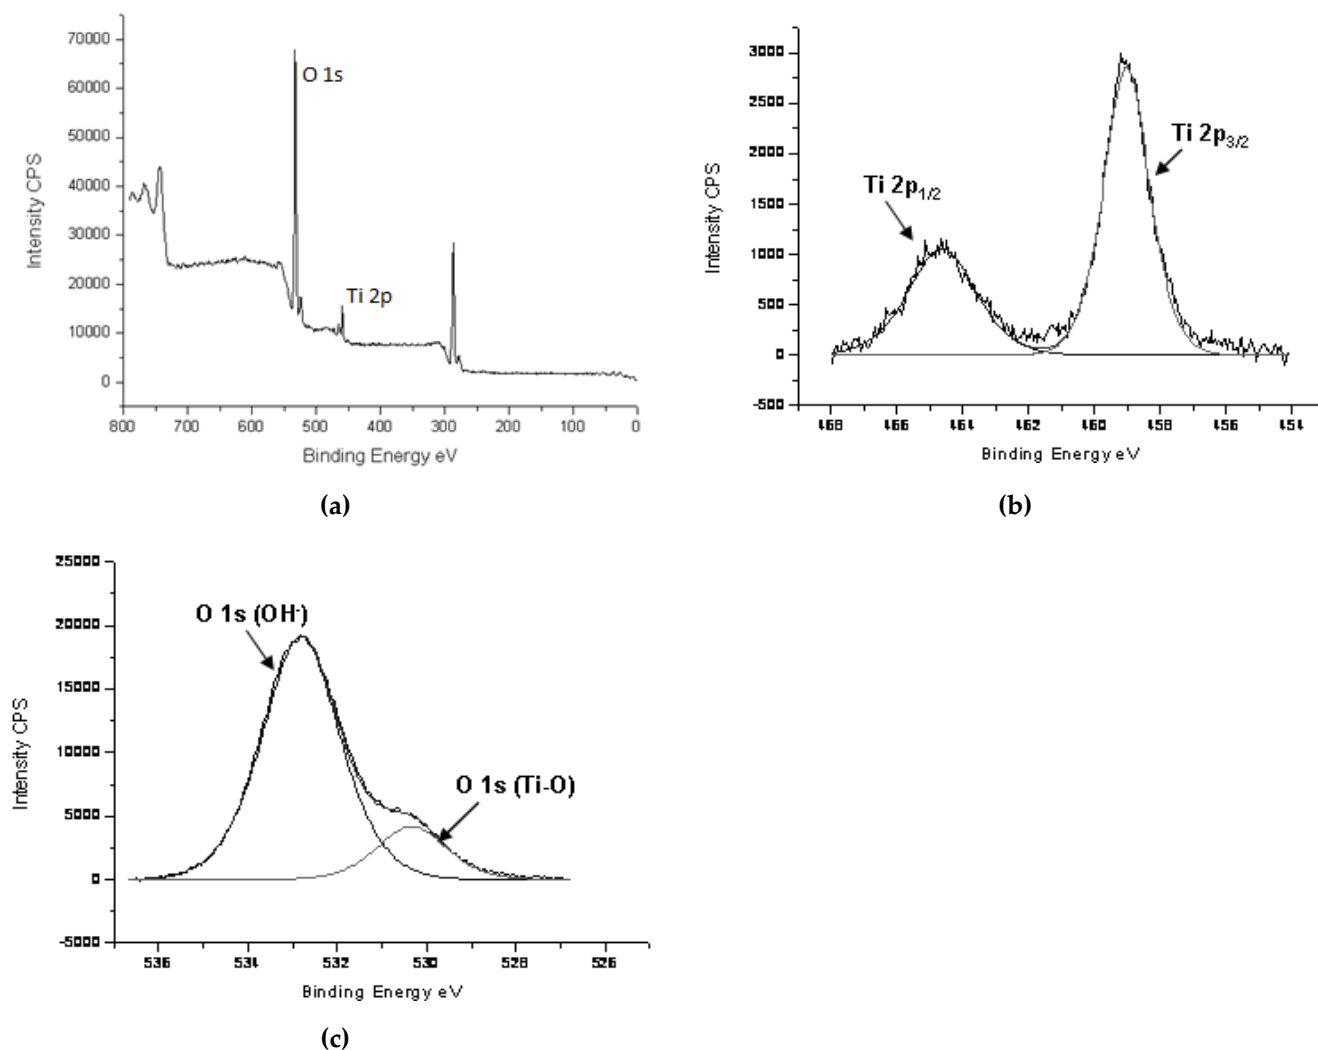 70000
60000
50000
40000
30000
20000
10000
0
Intensity CPS
O 1s
Ti 2p
800 700 600 500 400 300 200 100 0
Binding Energy eV
(a)
3000
2500
2000
1500
1000
500
0
-500
Intensity CPS
Ti 2p1/2
Ti 2p3/2
468 466 464 462 460 458 456 454
Binding Energy eV
(b)
25000
20000
15000
10000
5000
0
-5000
Intensity CPS
O 1s (OH-)
O 1s (Ti-O)
536 534 532 530 528 526
Binding Energy eV
(c)